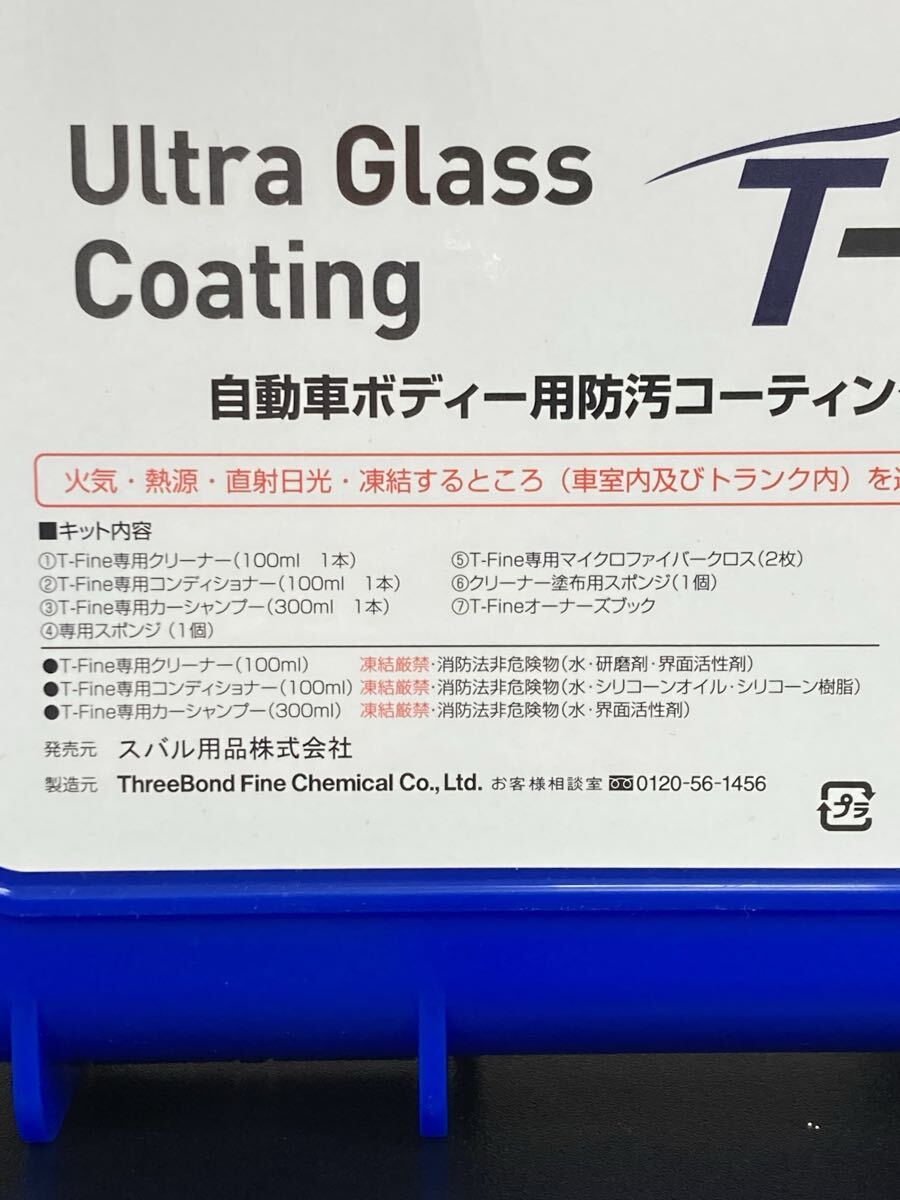 Ultra Glass
Coating
T-
自動車ボディー用防汚コーティン
火気・熱源・直射日光・凍結するところ（車室内及びトランク内）を
■キット内容
①T-Fine専用クリーナー（100ml　1本）
②T-Fine専用コンディショナー（100ml　1本）
③T-Fine専用カーシャンプー（300ml　1本）
④専用スポンジ（1個）
⑤T-Fine専用マイクロファイバークロス（2枚）
⑥クリーナー塗布用スポンジ（1個）
⑦T-Fineオーナーズブック
●T-Fine専用クリーナー（100ml）　凍結厳禁・消防法非危険物（水・研磨剤・界面活性剤）
●T-Fine専用コンディショナー（100ml）凍結厳禁・消防法非危険物（水・シリコーンオイル・シリコーン樹脂）
●T-Fine専用カーシャンプー（300ml）　凍結厳禁・消防法非危険物（水・界面活性剤）
発売元　スバル用品株式会社
製造元　ThreeBond Fine Chemical Co., Ltd. お客様相談室 0120-56-1456
プラ